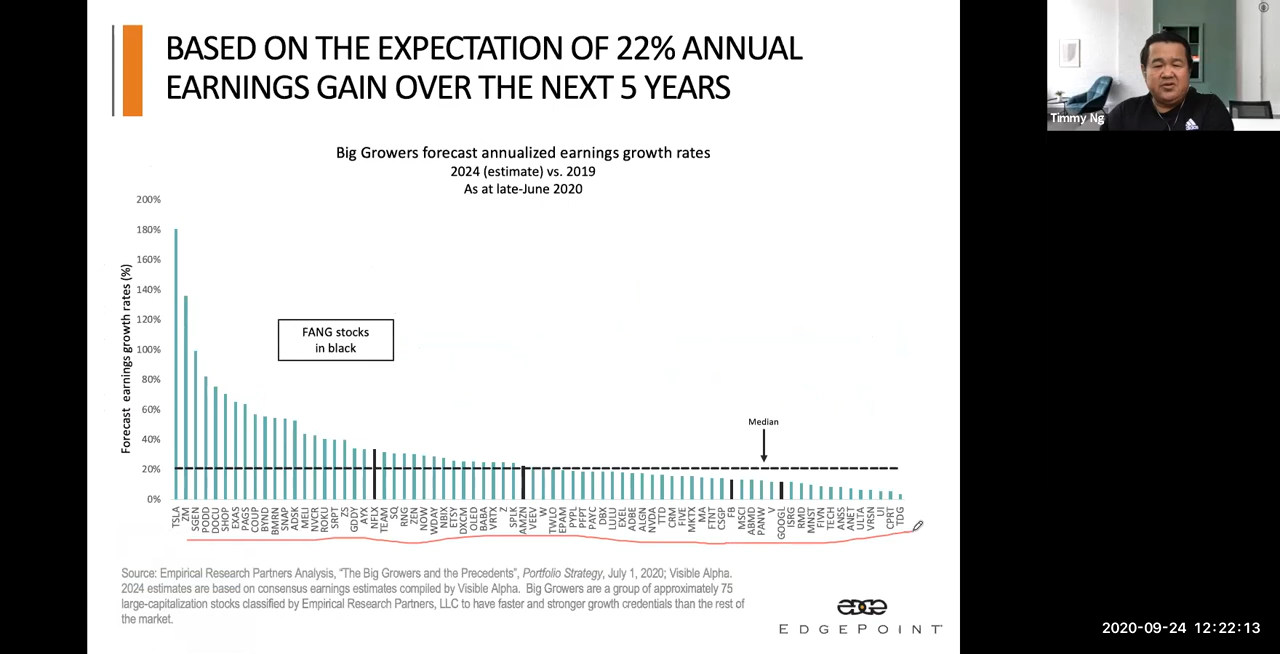 BASED ON THE EXPECTATION OF 22% ANNUAL
EARNINGS GAIN OVER THE NEXT 5 YEARS
Timmy Ng
Big Growers forecast annualized earnings growth rates
2024 (estimate) vs. 2019
As at late-June 2020
Forecast earnings growth rates (%)
200%
180%
160%
140%
120%
100%
80%
60%
40%
20%
0%
FANG stocks
in black
Median
TSLA
ZM
SGEN
PODD
DOCU
SHOP
EXAS
PAGS
COUP
BYND
BMRN
SNAP
ADSK
MELI
NVCR
ROKU
SRPT
ZS
GDDY
AYX
NFLX
TEAM
SQ
RNG
ZEN
NOW
WDAY
NBIX
ETSY
DXCM
OLED
BABA
VRTX
Z
SPLK
AMZN
VEEV
W
TWLO
EPAM
PYPL
PFPT
PAYC
DBX
LULU
EXEL
ADBE
ALGN
NVDA
TTD
CRM
FIVE
MKTX
MA
FTNT
CSGP
FB
MSCI
ABMD
PANW
V
GOOGL
ISRG
RMD
MNST
FIVN
TECH
ANSS
ANET
ULTA
VRSN
UI
CPRT
TDG
Source: Empirical Research Partners Analysis, “The Big Growers and the Precedents”, Portfolio Strategy, July 1, 2020; Visible Alpha.
2024 estimates are based on consensus earnings estimates compiled by Visible Alpha. Big Growers are a group of approximately 75
large-capitalization stocks classified by Empirical Research Partners, LLC to have faster and stronger growth credentials than the rest of
the market.
edge
EDGEPOINT
2020-09-24 12:22:13